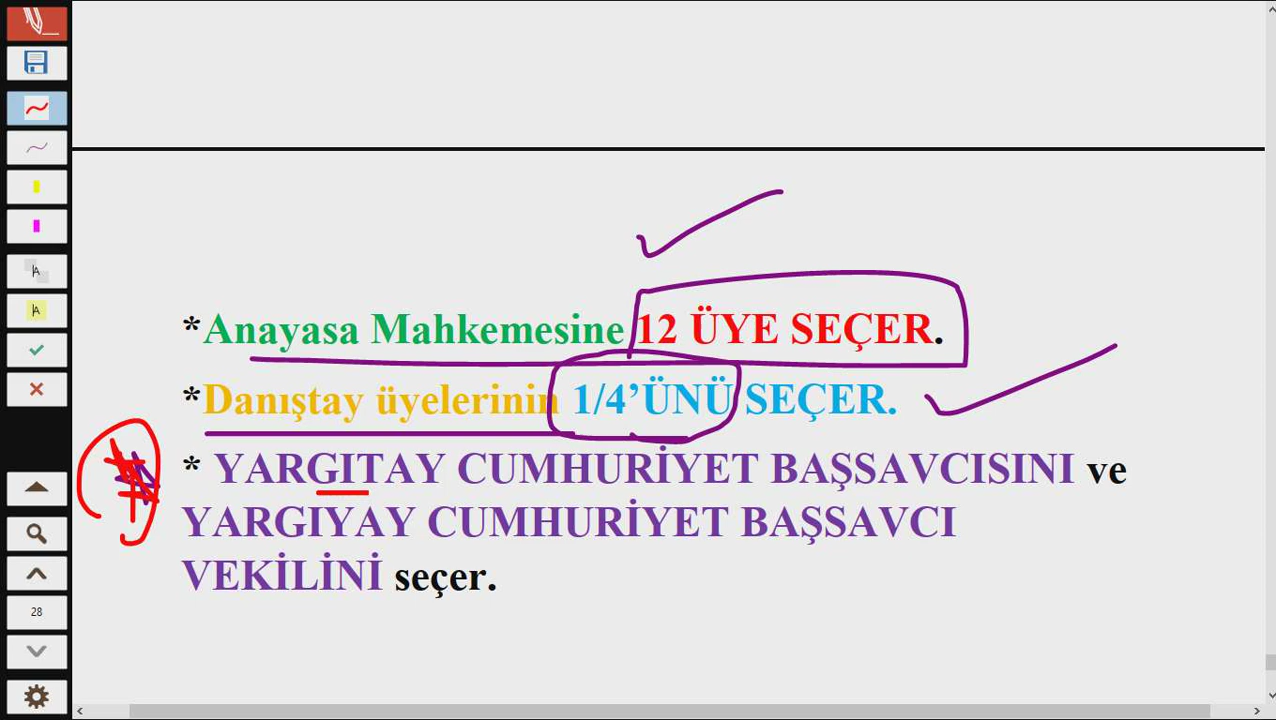 *Anayasa Mahkemesine 12 ÜYE SEÇER.
*Danıştay üyelerinin 1/4’ÜNÜ SEÇER.
* YARGITAY CUMHURİYET BAŞSAVCISINI ve
YARGIYAY CUMHURİYET BAŞSAVCI
VEKİLİNİ seçer.
28